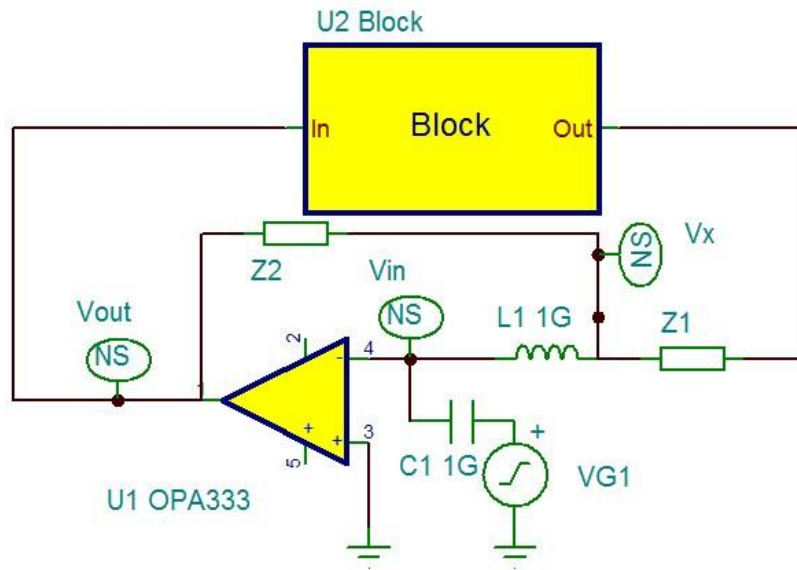 U2 Block
In
Block
Out
Z2
Vin
NS
NS
Vx
Vout
NS
L1 1G
Z1
2
-
4
1
+
+
3
5
C1 1G
+
VG1
U1 OPA333